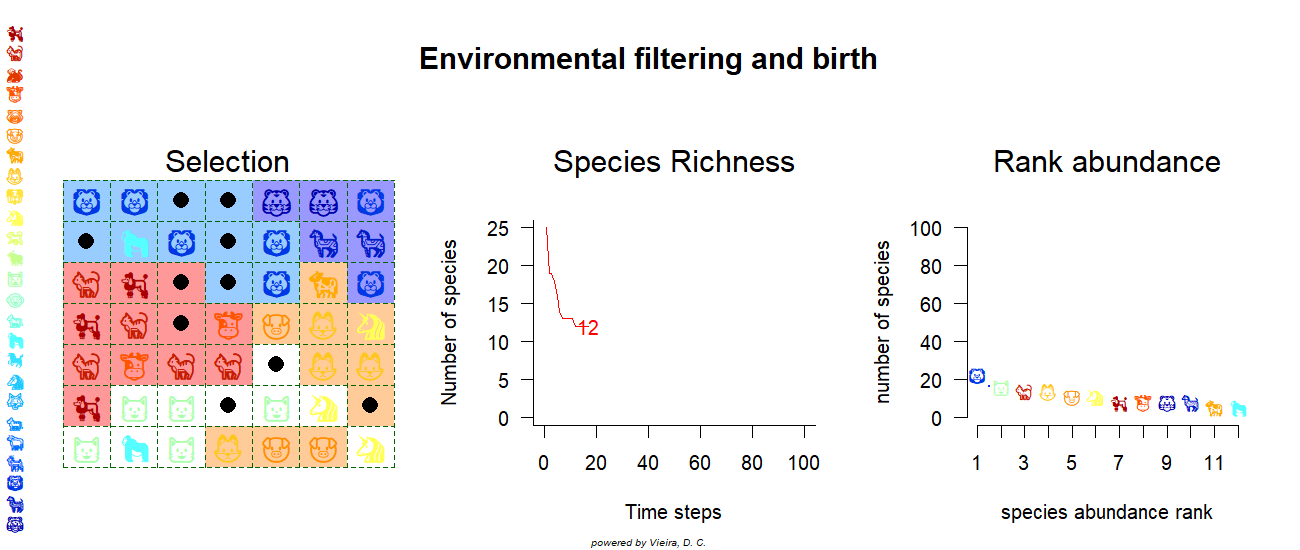 Environmental filtering and birth
Selection
Species Richness
Number of species
25
20
15
10
5
0
12
0 20 40 60 80 100
Time steps
Rank abundance
number of species
100
80
60
40
20
0
1 3 5 7 9 11
species abundance rank
powered by Vieira, D. C.